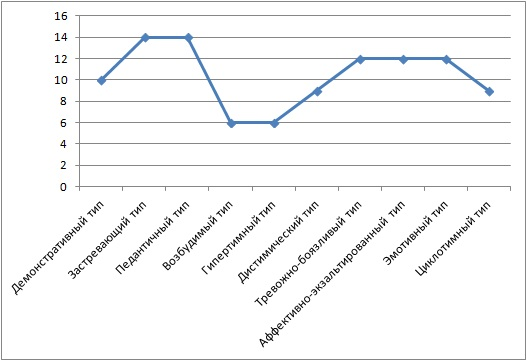 16
14
12
10
8
6
4
2
0
Демонстративный тип
Застревающий тип
Педантичный тип
Возбудимый тип
Гипертимный тип
Дистимический тип
Тревожно-боязливый тип
Аффективно-экзальтированный тип
Эмотивный тип
Циклотимный тип